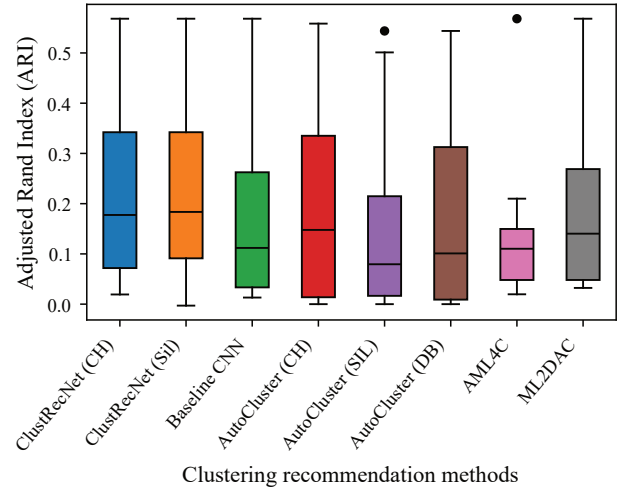 Adjusted Rand Index (ARI)
0.5
0.4
0.3
0.2
0.1
0.0
ClustRecNet (CH)
ClustRecNet (Sil)
Baseline CNN
AutoCluster (CH)
AutoCluster (SIL)
AutoCluster (DB)
AML4C
ML2DAC
Clustering recommendation methods